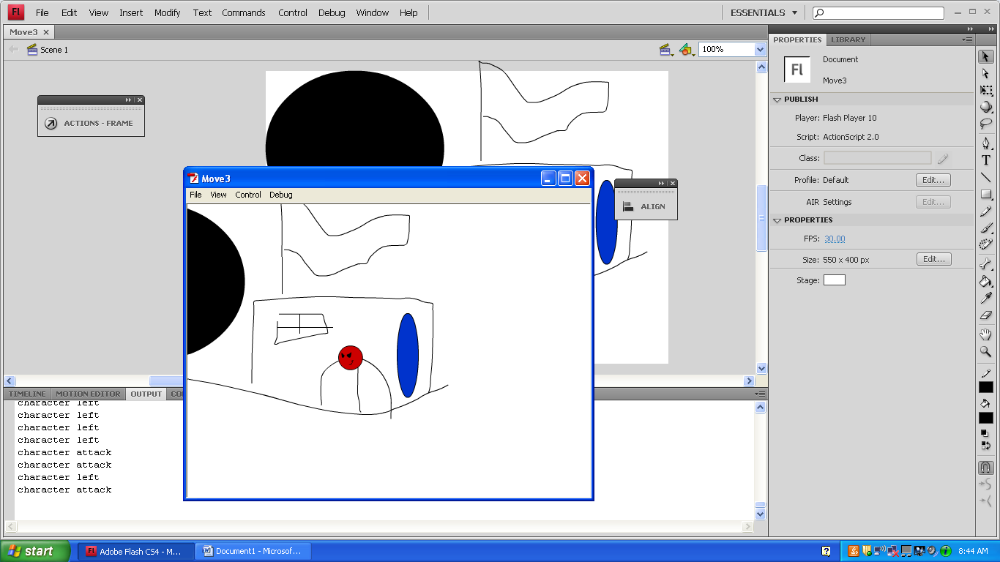 Fl File Edit View Insert Modify Text Commands Control Debug Window Help ESSENTIALS
Move3
Scene 1 100%
ACTIONS - FRAME
PROPERTIES LIBRARY
Fl Document
Move3
PUBLISH
Player: Flash Player 10
Script: ActionScript 2.0
Class:
Profile: Default Edit...
AIR Settings Edit...
PROPERTIES
FPS: 30.00
Size: 550 x 400 px Edit...
Stage:
T
ALIGN
Move3
File View Control Debug
TIMELINE MOTION EDITOR OUTPUT
character left
character left
character left
character left
character attack
character attack
character left
character attack
start Fl Adobe Flash CS4 - M... Document1 - Microsof... 8:44 AM